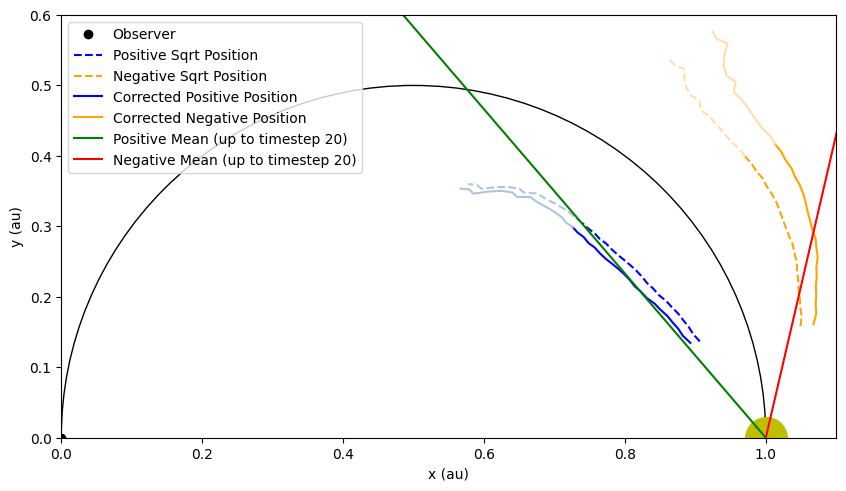 0.6
0.5
0.4
0.3
0.2
0.1
0.0
y (au)
Observer
Positive Sqrt Position
Negative Sqrt Position
Corrected Positive Position
Corrected Negative Position
Positive Mean (up to timestep 20)
Negative Mean (up to timestep 20)
0.0 0.2 0.4 0.6 0.8 1.0
x (au)